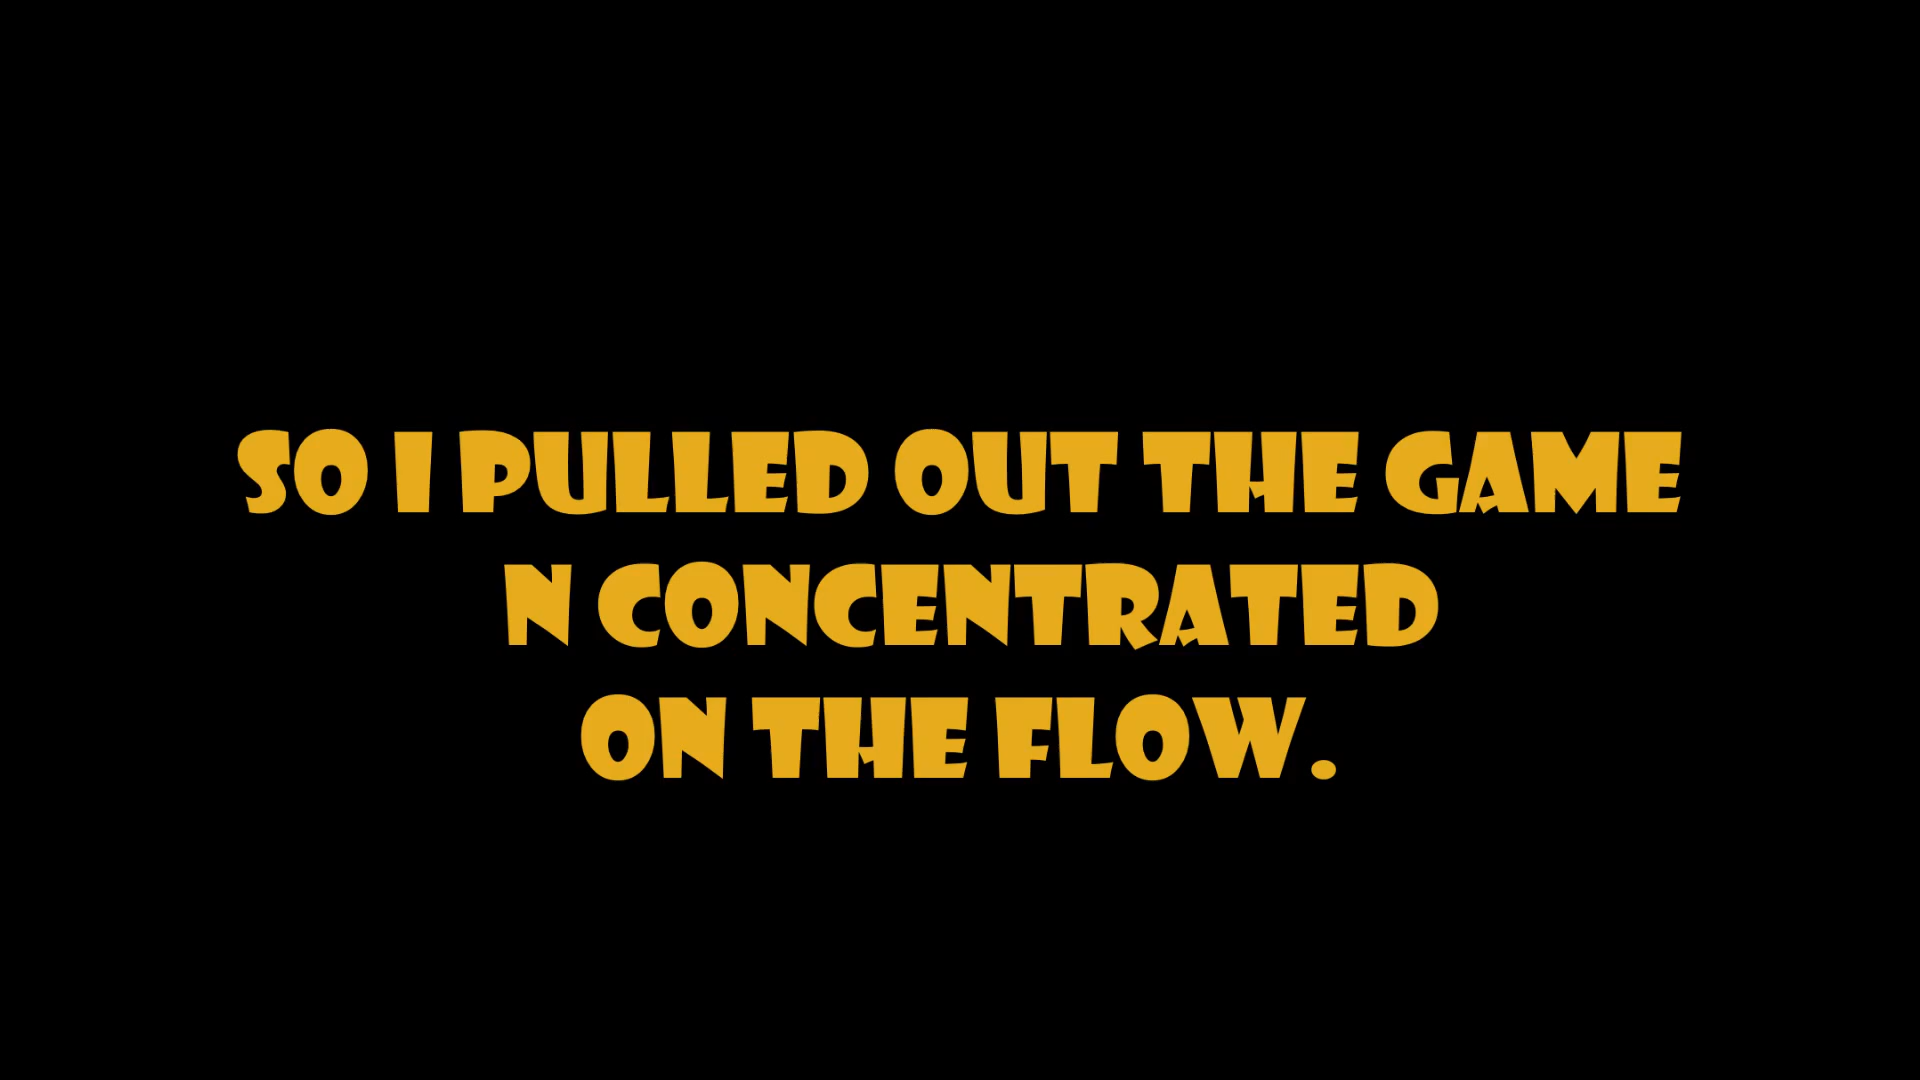 SO I PULLED OUT THE GAME
N CONCENTRATED
ON THE FLOW.